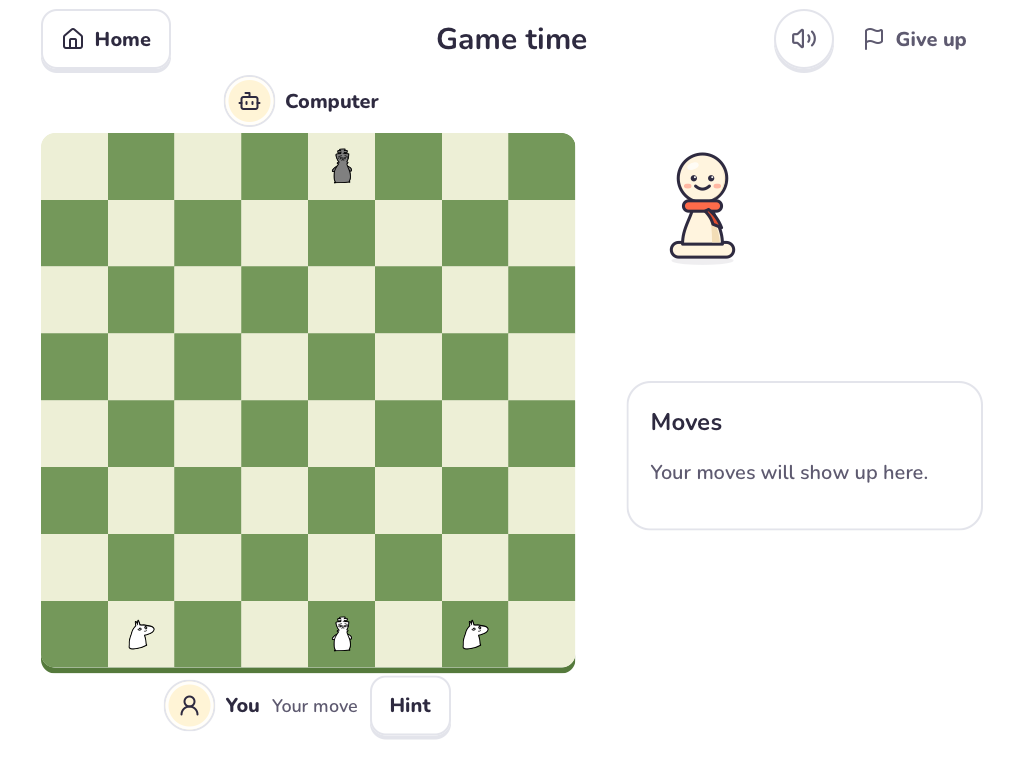 Home
Game time
Give up
Computer
Moves
Your moves will show up here.
You
Your move
Hint